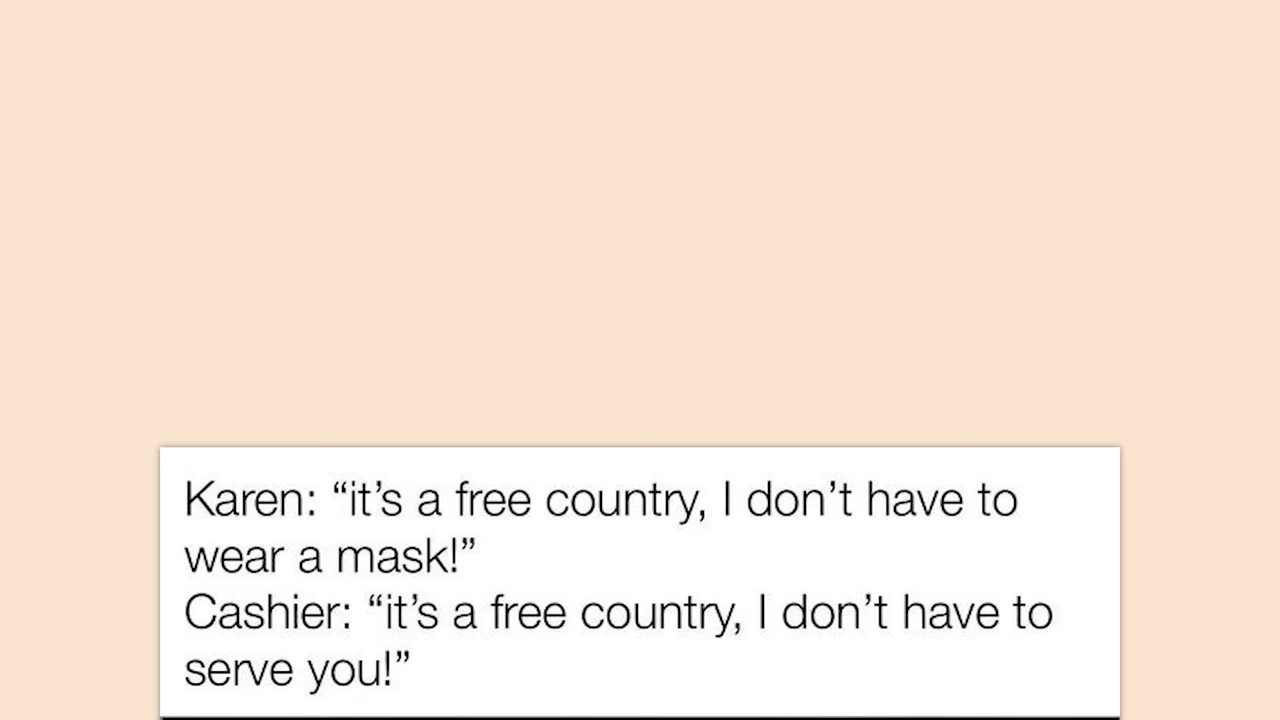 Karen: “it’s a free country, I don’t have to
wear a mask!”
Cashier: “it’s a free country, I don’t have to
serve you!”